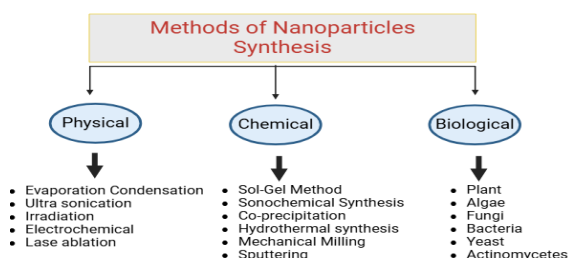 Methods of Nanoparticles
Synthesis
Physical
Chemical
Biological
• Evaporation Condensation
• Ultra sonication
• Irradiation
• Electrochemical
• Lase ablation
• Sol-Gel Method
• Sonochemical Synthesis
• Co-precipitation
• Hydrothermal synthesis
• Mechanical Milling
• Sputtering
• Plant
• Algae
• Fungi
• Bacteria
• Yeast
• Actinomycetes